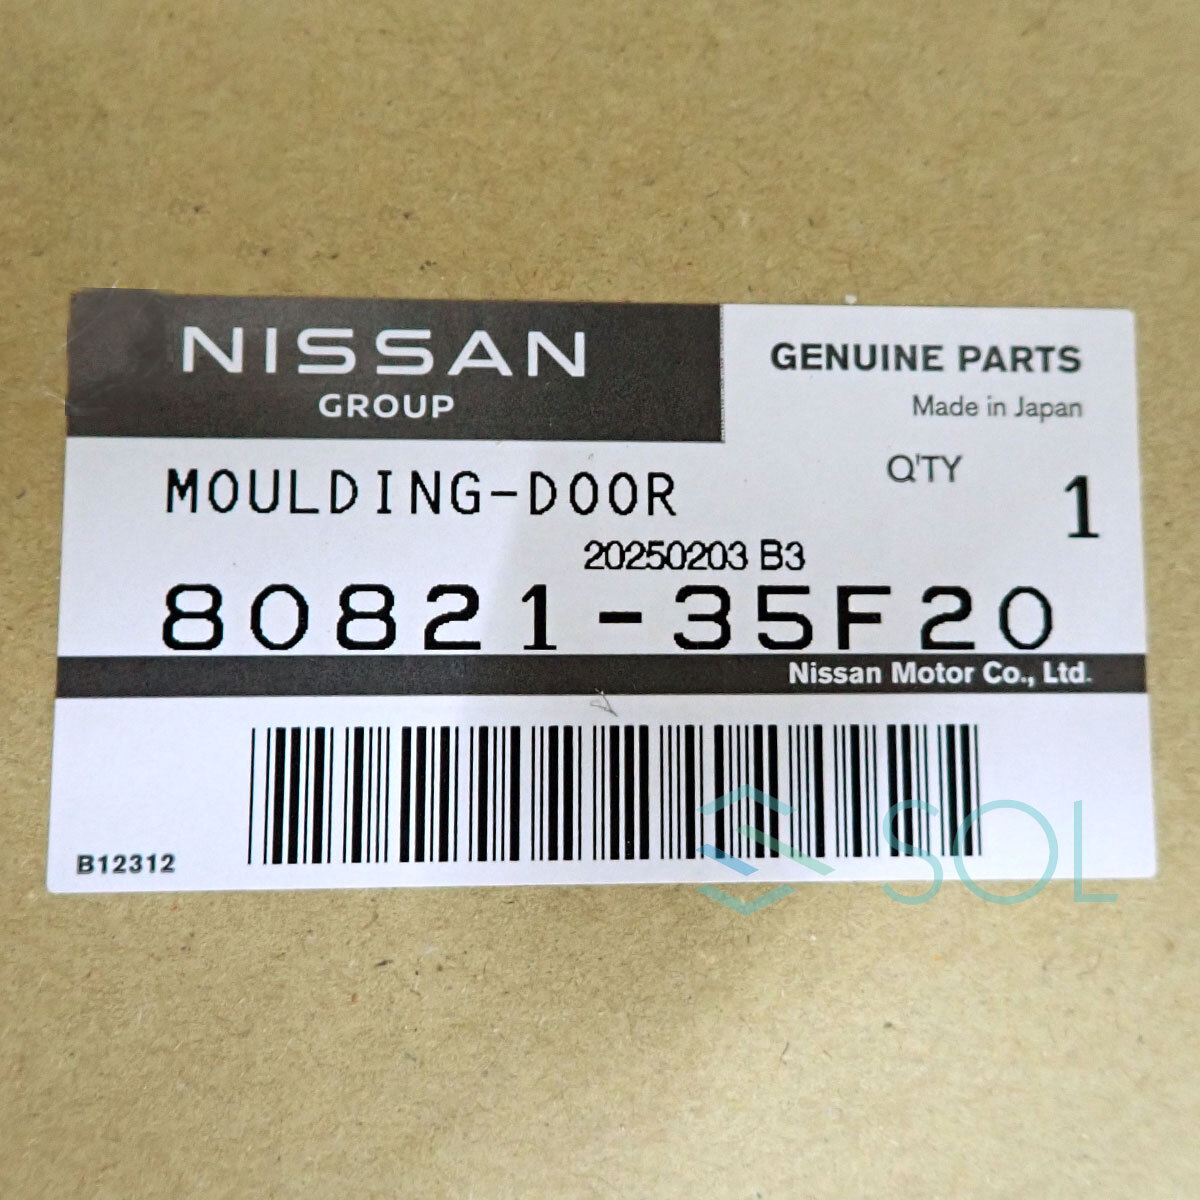 NISSAN
GROUP
GENUINE PARTS
Made in Japan
MOULDING-DOOR
Q'TY 1
20250203 B3
80821-35F20
Nissan Motor Co., Ltd.
B12312
SOL